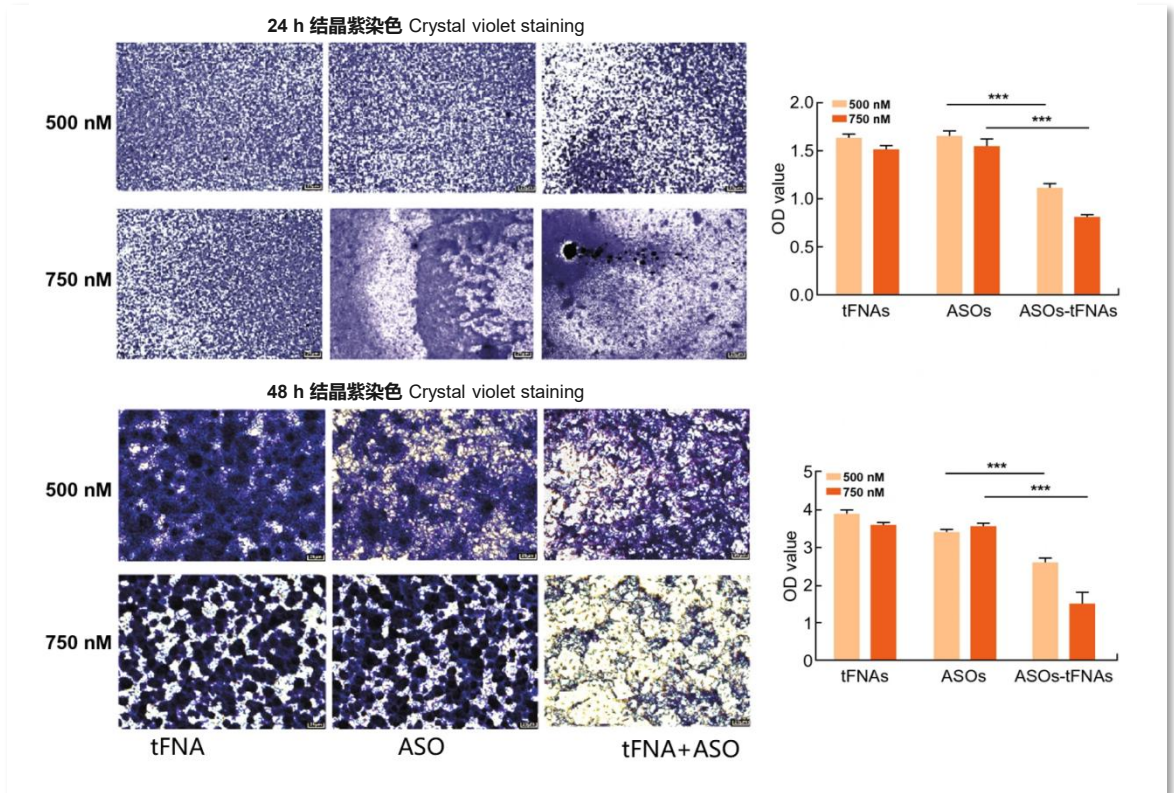 24 h 结晶紫染色 Crystal violet staining
500 nM
750 nM
2.0
1.5
1.0
0.5
0.0
OD value
500 nM
750 nM
***
***
tFNAs ASOs ASOs-tFNAs
48 h 结晶紫染色 Crystal violet staining
500 nM
750 nM
5
4
3
2
1
0
OD value
500 nM
750 nM
***
***
tFNAs ASOs ASOs-tFNAs
tFNA ASO tFNA+ASO